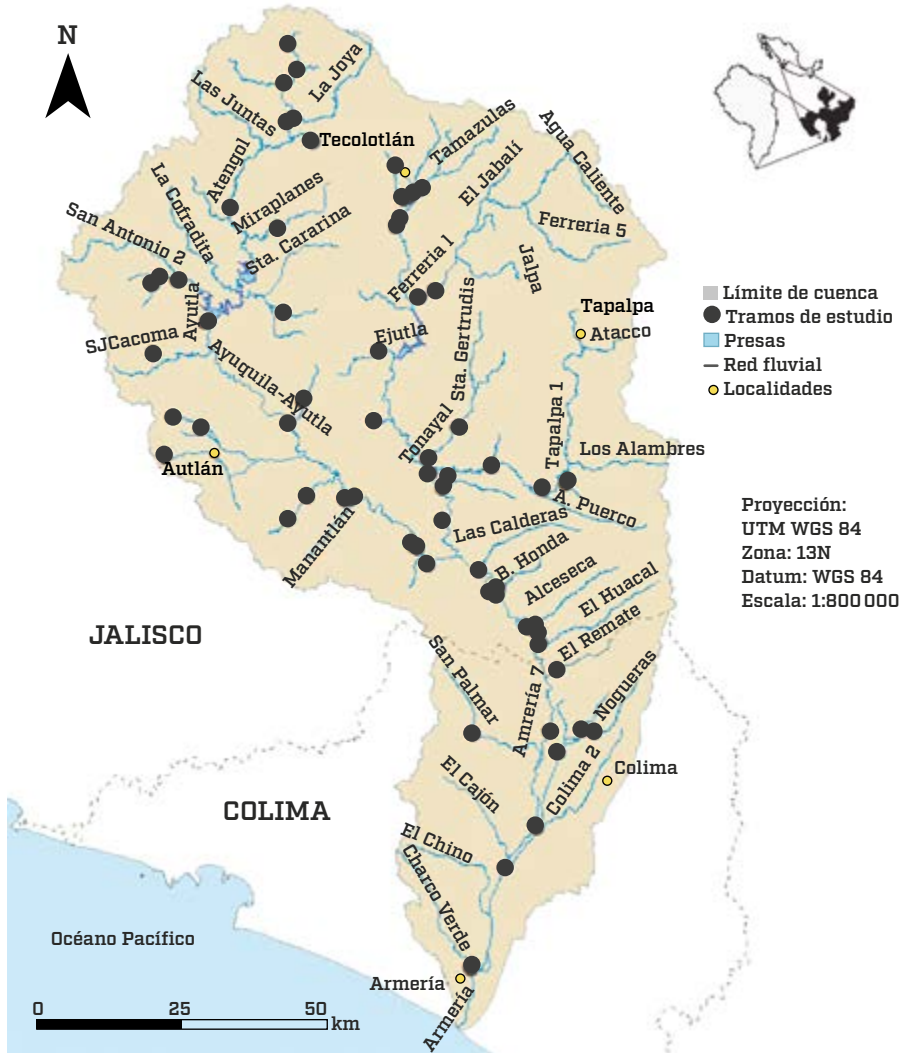 N
La Joya
Las Juntas
Tecolotlán
Tamazulas
Agua Caliente
El Jabalí
Atengol
La Cofradita
Miraplanes
Sta. Cararina
San Antonio 2
Ferreria 5
Jalpa
Ferreria 1
Tapalpa
Atacco
Ayutla
SJCacoma
Ejutla
Sta. Gertrudis
Ayuquila-Ayutla
Tonayal
Tapalpa 1
Los Alambres
Autlán
A. Puerco
Manantlán
Las Calderas
B. Honda
Alceseca
El Huacal
El Remate
JALISCO
San Palmar
Amrería 7
Nogueras
Colima 2
Colima
El Cajón
COLIMA
El Chino
Charco Verde
Océano Pacífico
Armería
Armería
0 25 50
km
Límite de cuenca
Tramos de estudio
Presas
Red fluvial
Localidades
Proyección:
UTM WGS 84
Zona: 13N
Datum: WGS 84
Escala: 1:800 000